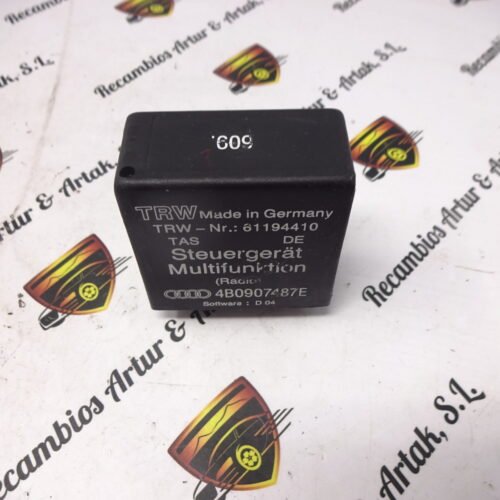 .609
TRW Made in Germany
TRW - Nr.: 61194410
TAS DE
Steuergerät
Multifunktion
(Radio)
4B0907487E
Software : D 04
Recambios Artur & Artak, S.L.
Recambios Artur & Artak, S.L.
Recambios Artur & Artak, S.L.